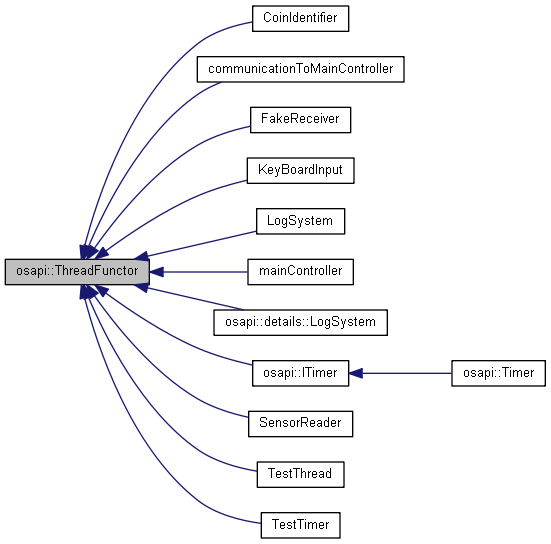 CoinIdentifier
communicationToMainController
FakeReceiver
KeyBoardInput
LogSystem
osapi::ThreadFunctor
mainController
osapi::details::LogSystem
osapi::ITimer
osapi::Timer
SensorReader
TestThread
TestTimer